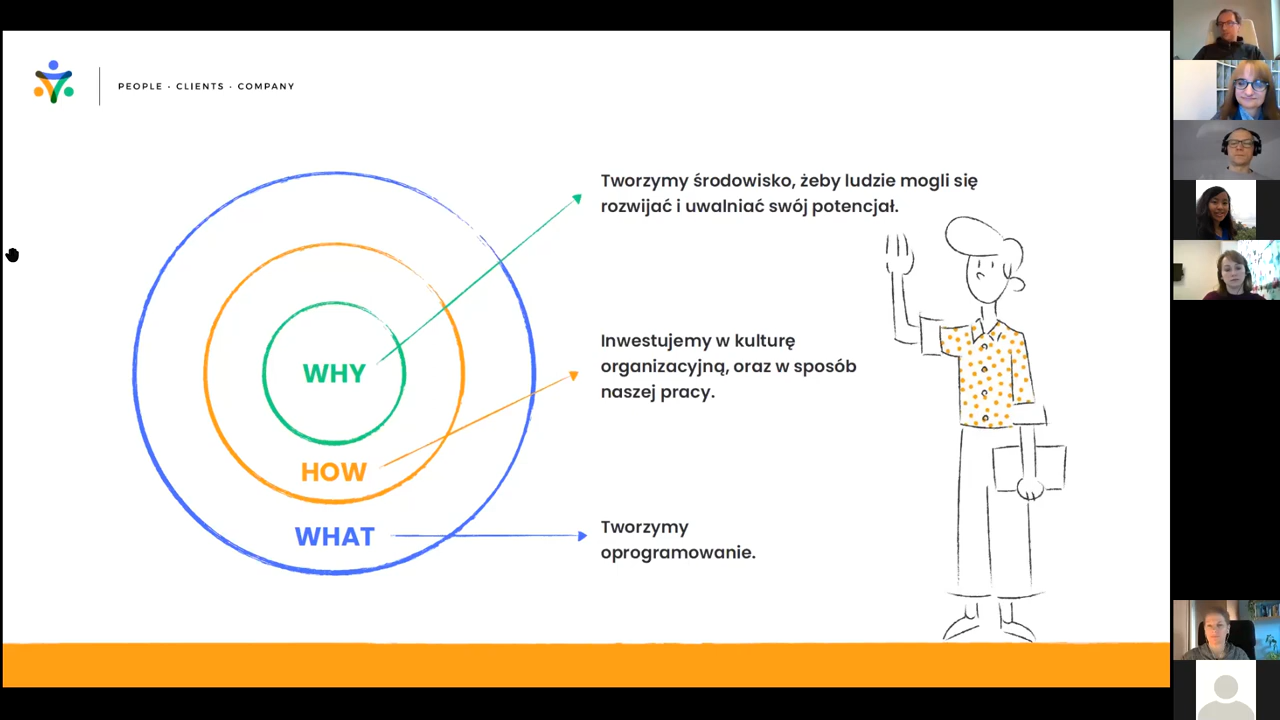 PEOPLE · CLIENTS · COMPANY
Tworzymy środowisko, żeby ludzie mogli się
rozwijać i uwalniać swój potencjał.
WHY
Inwestujemy w kulturę
organizacyjną, oraz w sposób
naszej pracy.
HOW
WHAT
Tworzymy
oprogramowanie.